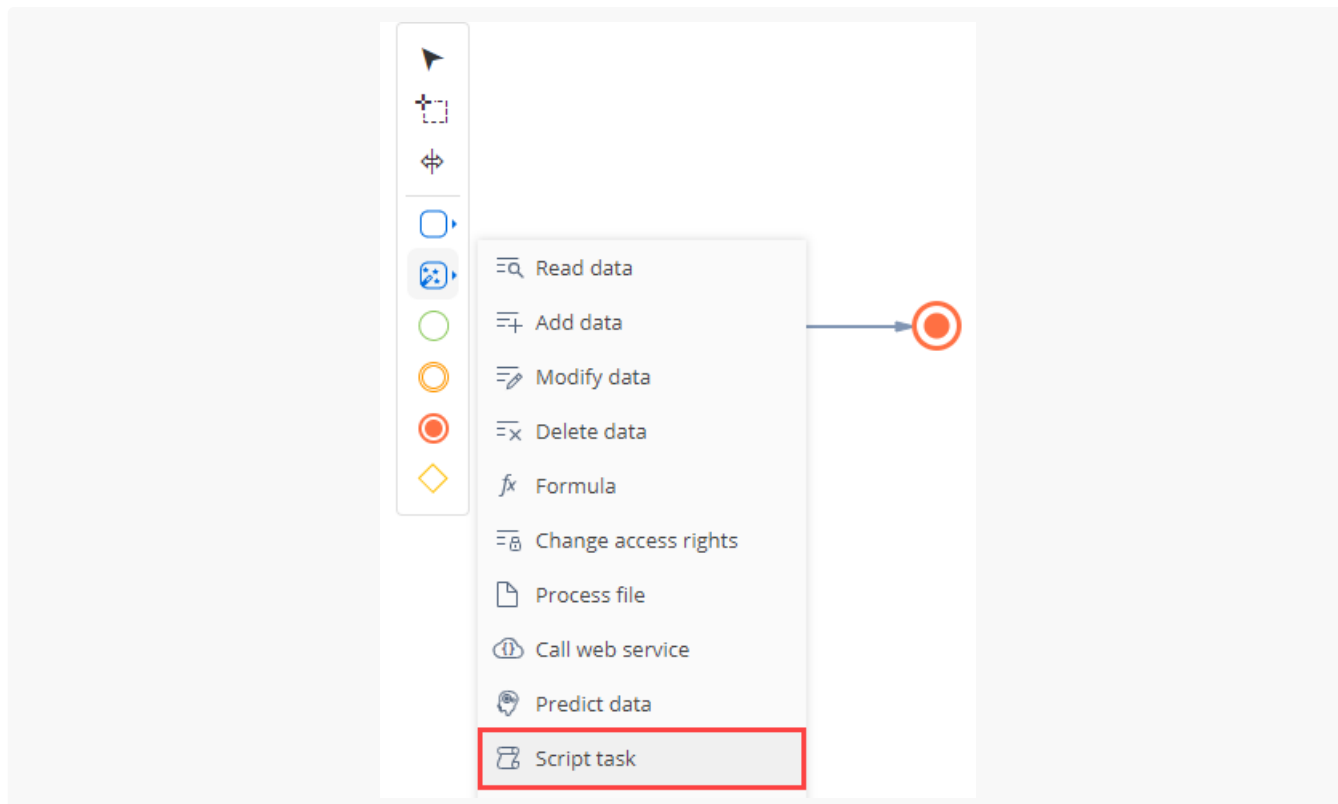 Read data
Add data
Modify data
Delete data
fx Formula
Change access rights
Process file
Call web service
Predict data
Script task